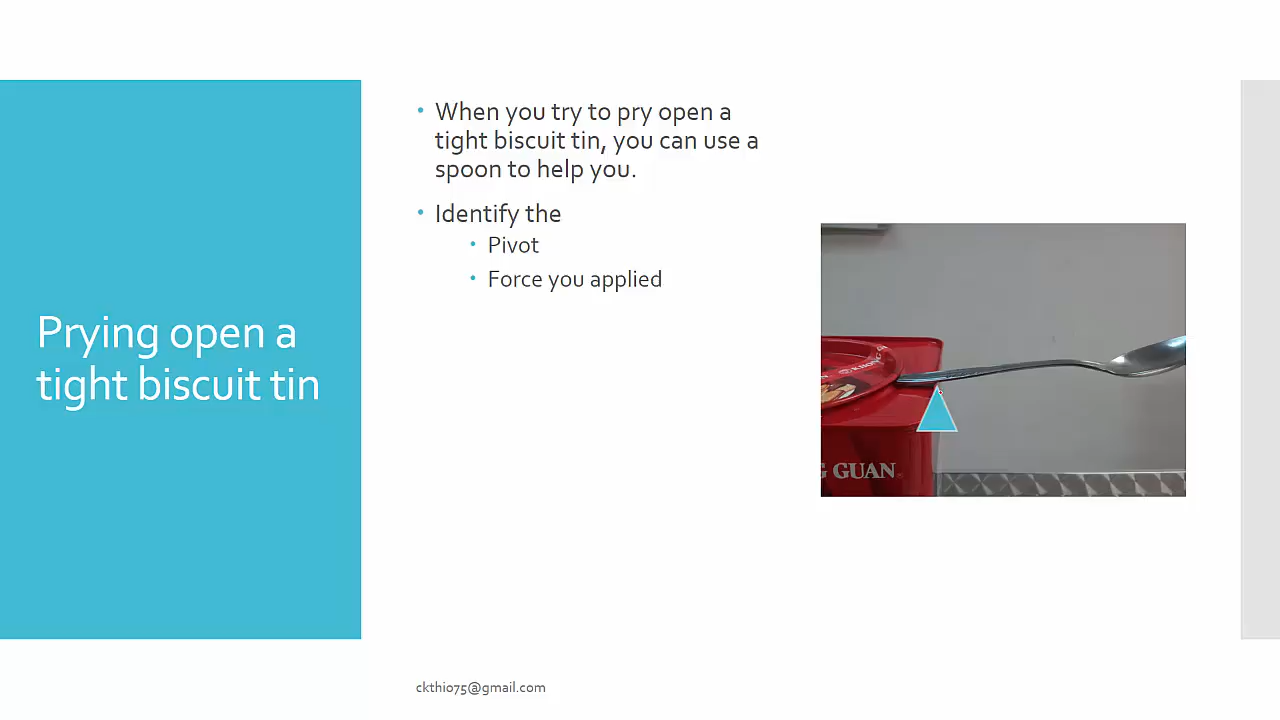 Prying open a
tight biscuit tin
• When you try to pry open a
tight biscuit tin, you can use a
spoon to help you.
• Identify the
• Pivot
• Force you applied
GUAN
ckthio75@gmail.com